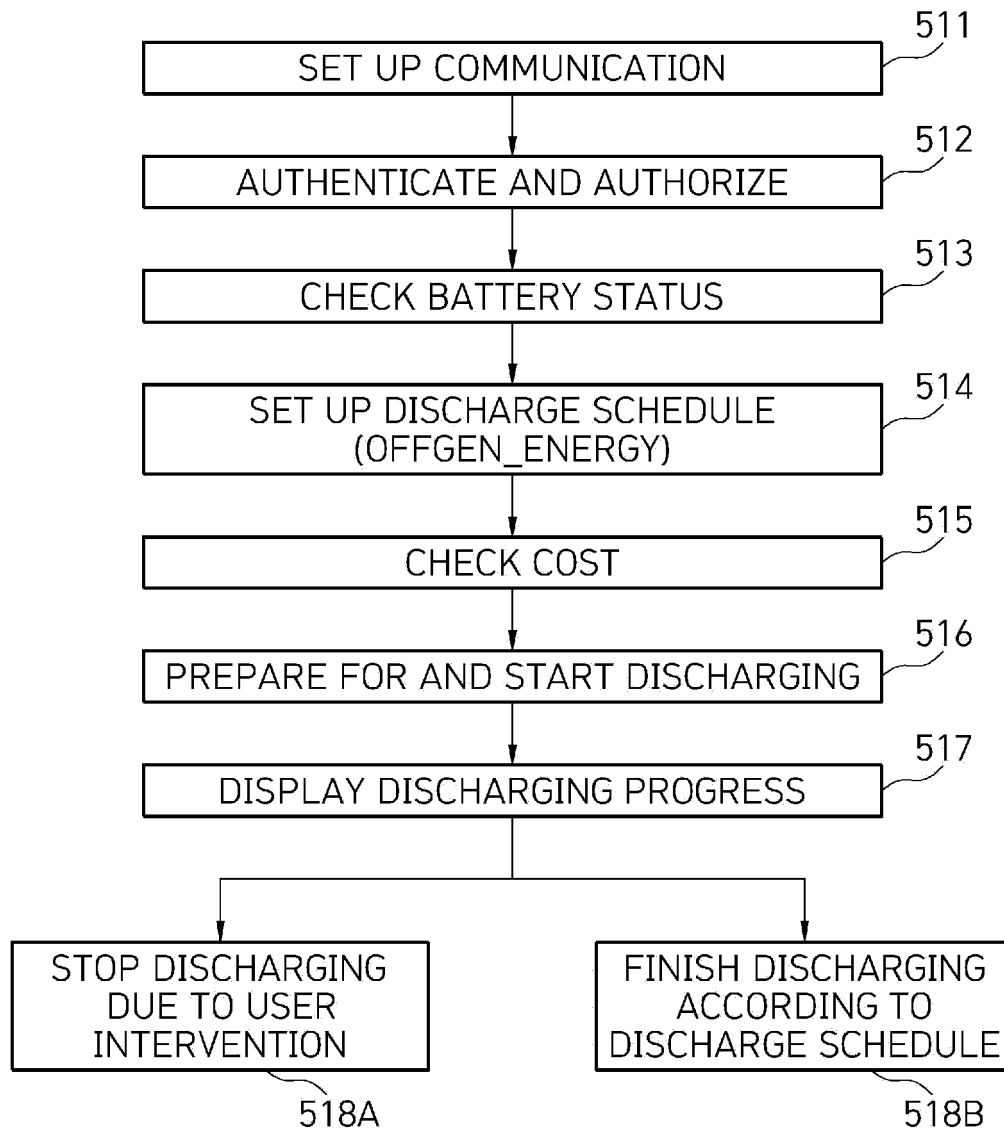 511
SET UP COMMUNICATION
512
AUTHENTICATE AND AUTHORIZE
513
CHECK BATTERY STATUS
514
SET UP DISCHARGE SCHEDULE
(OFFGEN_ENERGY)
515
CHECK COST
516
PREPARE FOR AND START DISCHARGING
517
DISPLAY DISCHARGING PROGRESS
STOP DISCHARGING
DUE TO USER
INTERVENTION
518A
FINISH DISCHARGING
ACCORDING TO
DISCHARGE SCHEDULE
518B